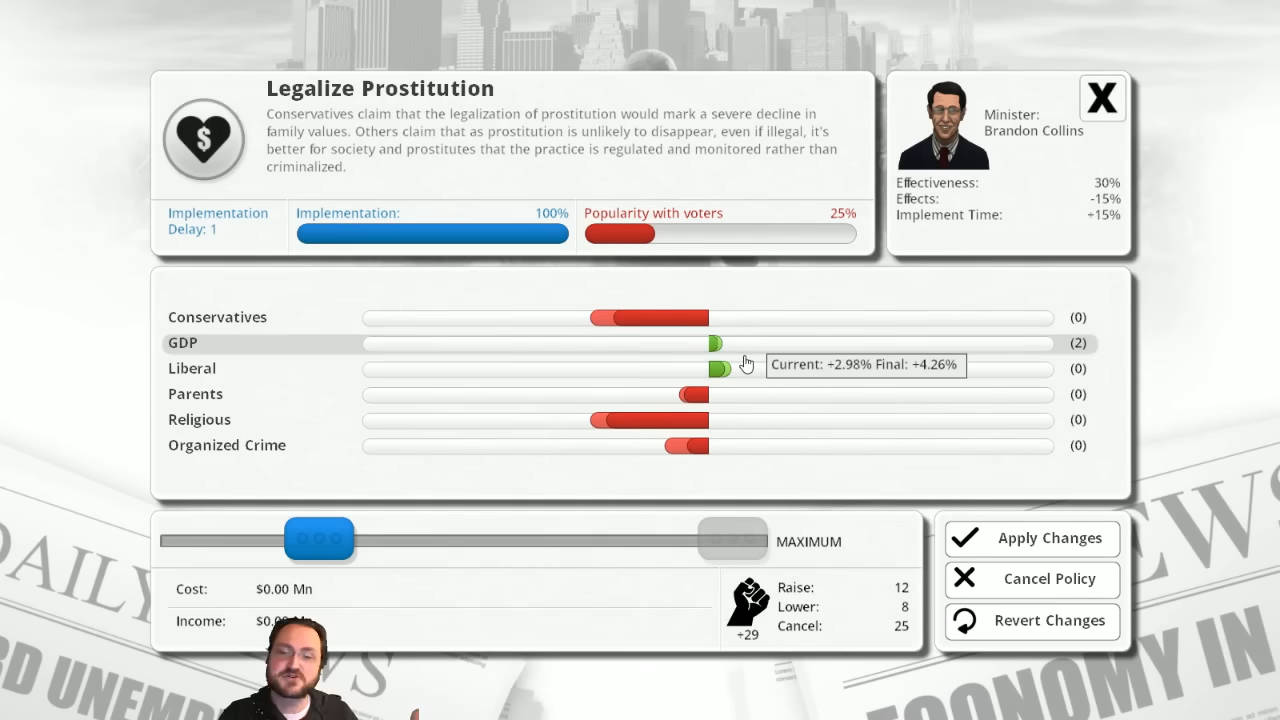 Legalize Prostitution
Conservatives claim that the legalization of prostitution would mark a severe decline in
family values. Others claim that as prostitution is unlikely to disappear, even if illegal, it's
better for society and prostitutes that the practice is regulated and monitored rather than
criminalized.
Implementation
Delay: 1
Implementation: 100%
Popularity with voters 25%
X
Minister:
Brandon Collins
Effectiveness: 30%
Effects: -15%
Implement Time: +15%
Conservatives (0)
GDP (2)
Current: +2.98% Final: +4.26%
Liberal (0)
Parents (0)
Religious (0)
Organized Crime (0)
MAXIMUM
Cost: $0.00 Mn
Income: $0.
+29
Raise: 12
Lower: 8
Cancel: 25
Apply Changes
Cancel Policy
Revert Changes
DAILY
NEWS
RD UNEM
ECONOMY IN